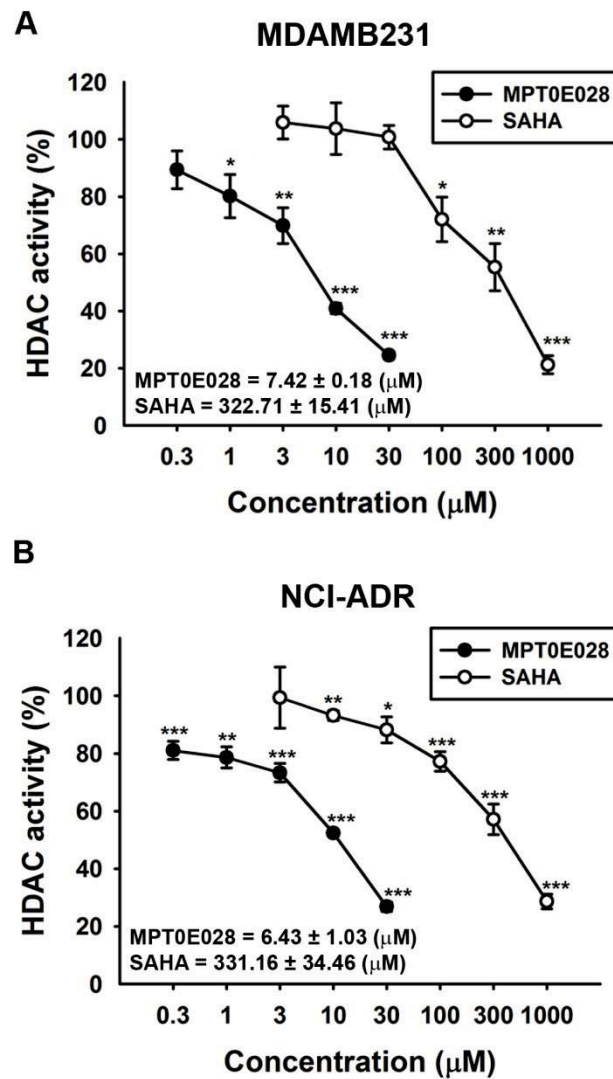 A
MDAMB231
MPT0E028
SAHA
HDAC activity (%)
120
100
80
60
40
20
0
*
**
***
***
*
**
***
MPT0E028 = 7.42 ± 0.18 (μM)
SAHA = 322.71 ± 15.41 (μM)
0.3 1 3 10 30 100 300 1000
Concentration (μM)
B
NCI-ADR
MPT0E028
SAHA
HDAC activity (%)
120
100
80
60
40
20
0
***
**
***
***
***
**
*
***
***
***
MPT0E028 = 6.43 ± 1.03 (μM)
SAHA = 331.16 ± 34.46 (μM)
0.3 1 3 10 30 100 300 1000
Concentration (μM)